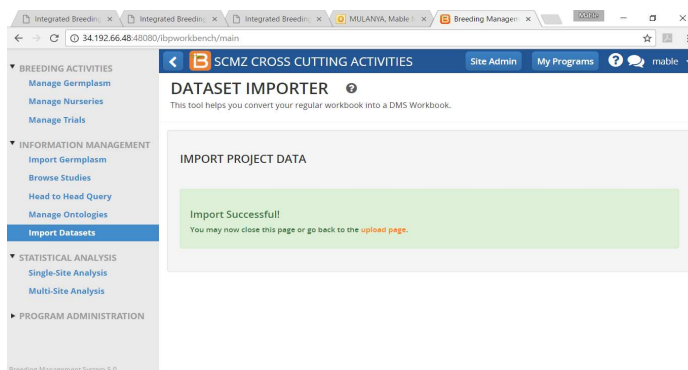 Integrated Breeding
Integrated Breeding
Integrated Breeding
MULANYA, Mable
Breeding Managem
Mable
34.192.66.48:48080/ibpworkbench/main
BREEDING ACTIVITIES
Manage Germplasm
Manage Nurseries
Manage Trials
INFORMATION MANAGEMENT
Import Germplasm
Browse Studies
Head to Head Query
Manage Ontologies
Import Datasets
STATISTICAL ANALYSIS
Single-Site Analysis
Multi-Site Analysis
PROGRAM ADMINISTRATION
SCMZ CROSS CUTTING ACTIVITIES
Site Admin
My Programs
mable
DATASET IMPORTER
This tool helps you convert your regular workbook into a DMS Workbook.
IMPORT PROJECT DATA
Import Successful!
You may now close this page or go back to the upload page.